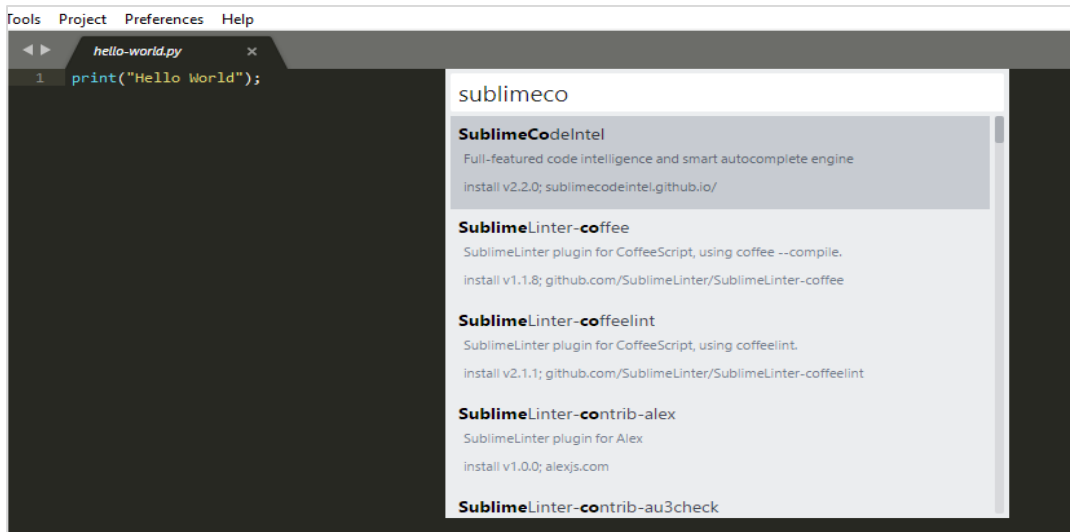 Tools Project Preferences Help
hello-world.py ×
1 print("Hello World");
sublimeco
SublimeCodeIntel
Full-featured code intelligence and smart autocomplete engine
install v2.2.0; sublimecodeintel.github.io/
SublimeLinter-coffee
SublimeLinter plugin for CoffeeScript, using coffee --compile.
install v1.1.8; github.com/SublimeLinter/SublimeLinter-coffee
SublimeLinter-coffeelint
SublimeLinter plugin for CoffeeScript, using coffeelint.
install v2.1.1; github.com/SublimeLinter/SublimeLinter-coffeelint
SublimeLinter-contrib-alex
SublimeLinter plugin for Alex
install v1.0.0; alexjs.com
SublimeLinter-contrib-au3check